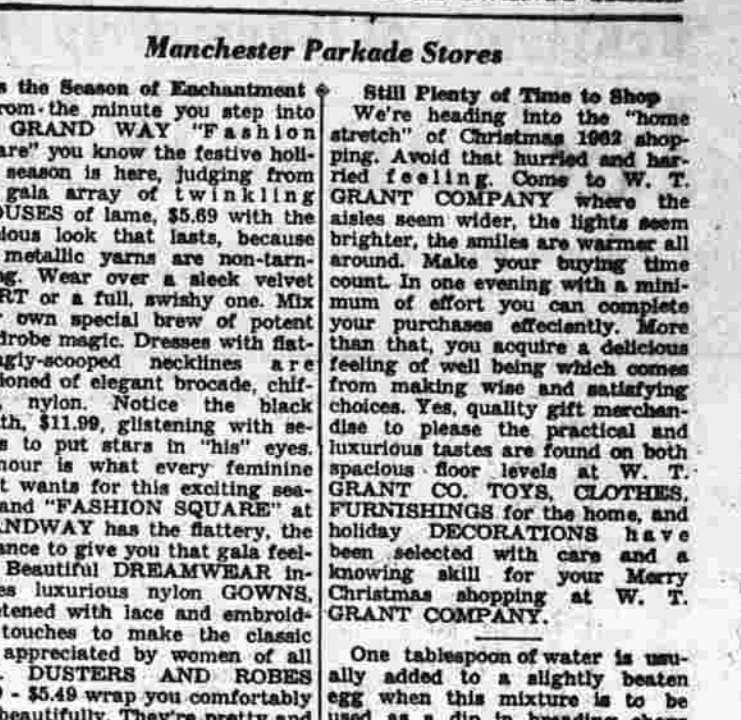 Manchester Parkade Stores
s the Season of Enchantment
rom the minute you step into
GRAND WAY "Fashion
are" you know the festive holi-
season is here, judging from
gala array of twinkling
OUSES of lame, $5.69 with the
lous look that lasts, because
metallic yarns are non-tarn-
g. Wear over a sleek velvet
RT or a full, swishy one. Mix
own special brew of potent
drobe magic. Dresses with flat-
ngly-scooped necklines are
ioned of elegant brocade, chif-
, nylon. Notice the black
th, $11.99, glistening with se-
s to put stars in "his" eyes.
hour is what every feminine
t wants for this exciting sea-
and "FASHION SQUARE" at
ANDWAY has the flattery, the
ance to give you that gala feel-
Beautiful DREAMWEAR in-
es luxurious nylon GOWNS,
etened with lace and embroid-
touches to make the classic
appreciated by women of all
. DUSTERS AND ROBES
- $5.49 wrap you comfortably
beautifully. They're pretty and
Still Plenty of Time to Shop
We're heading into the "home
stretch" of Christmas 1962 shop-
ping. Avoid that hurried and har-
ried feeling. Come to W. T.
GRANT COMPANY where the
aisles seem wider, the lights seem
brighter, the smiles are warmer all
around. Make your buying time
count. In one evening with a mini-
mum of effort you can complete
your purchases effeciently. More
than that, you acquire a delicious
feeling of well being which comes
from making wise and satisfying
choices. Yes, quality gift merchan-
dise to please the practical and
luxurious tastes are found on both
spacious floor levels at W. T.
GRANT CO. TOYS, CLOTHES,
FURNISHINGS for the home, and
holiday DECORATIONS have
been selected with care and a
knowing skill for your Merry
Christmas shopping at W. T.
GRANT COMPANY.
One tablespoon of water is usu-
ally added to a slightly beaten
egg when this mixture is to be
used as a dip in breading